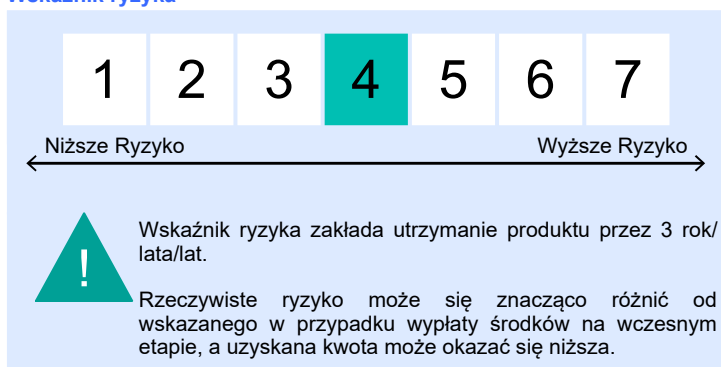 Wskaźnik ryzyka
1 2 3 4 5 6 7
Niższe Ryzyko Wyższe Ryzyko
!
Wskaźnik ryzyka zakłada utrzymanie produktu przez 3 rok/
lata/lat.
Rzeczywiste ryzyko może się znacząco różnić od
wskazanego w przypadku wypłaty środków na wczesnym
etapie, a uzyskana kwota może okazać się niższa.